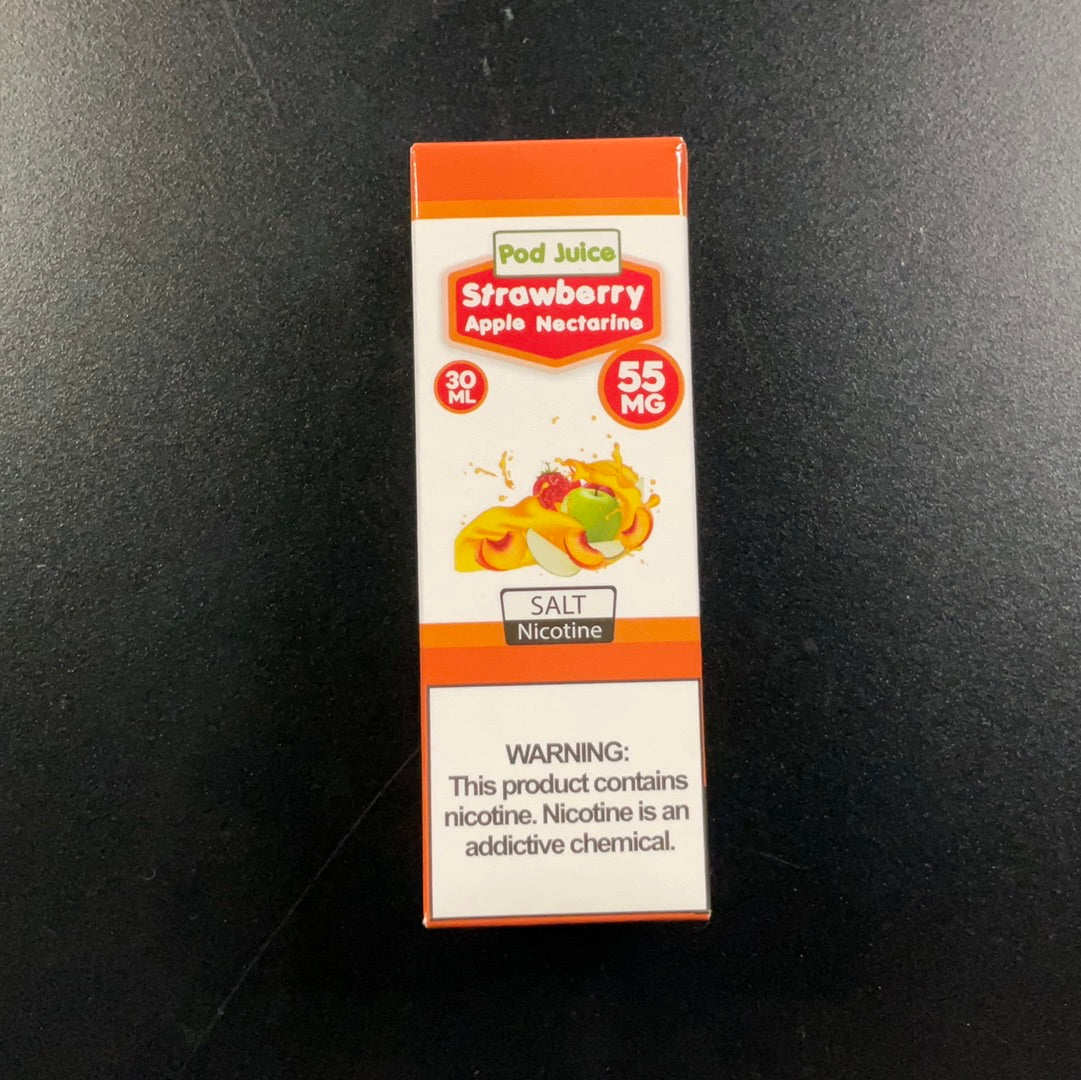 Pod Juice
Strawberry
Apple Nectarine
30
ML
55
MG
SALT
Nicotine
WARNING:
This product contains
nicotine. Nicotine is an
addictive chemical.